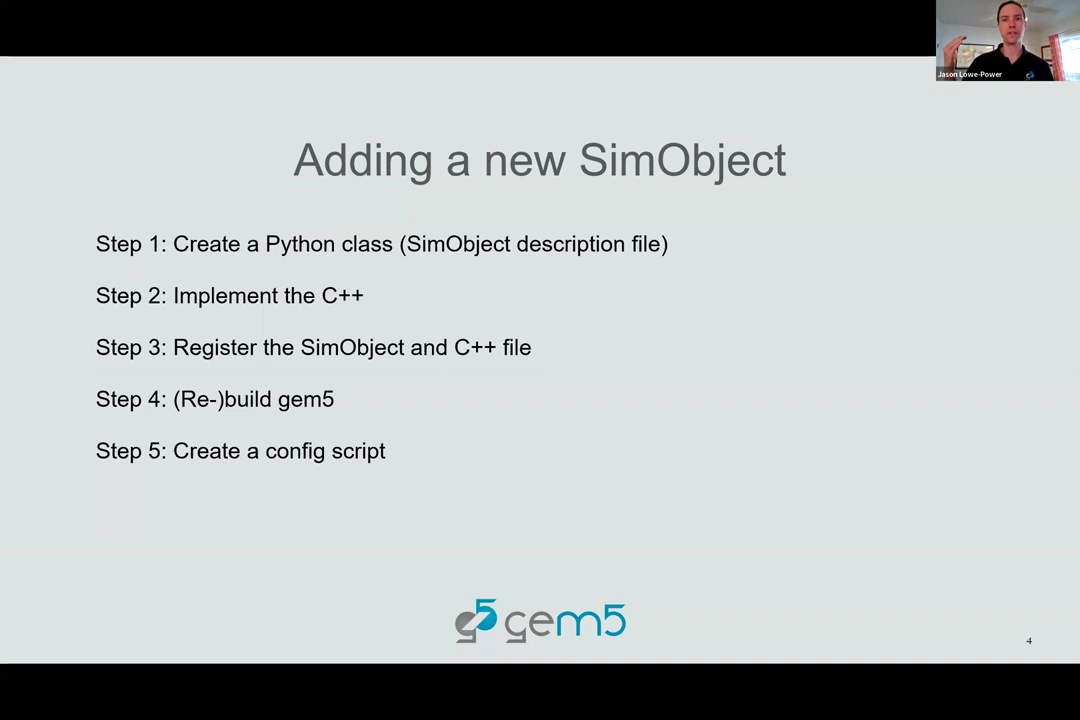 Jason Lowe-Power
Adding a new SimObject
Step 1: Create a Python class (SimObject description file)
Step 2: Implement the C++
Step 3: Register the SimObject and C++ file
Step 4: (Re-)build gem5
Step 5: Create a config script
g5 gem5
4